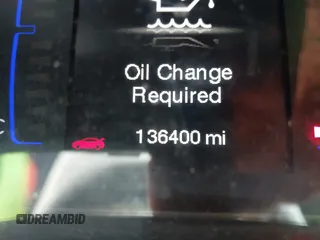 Oil Change
Required
136400 mi
DREAMBID